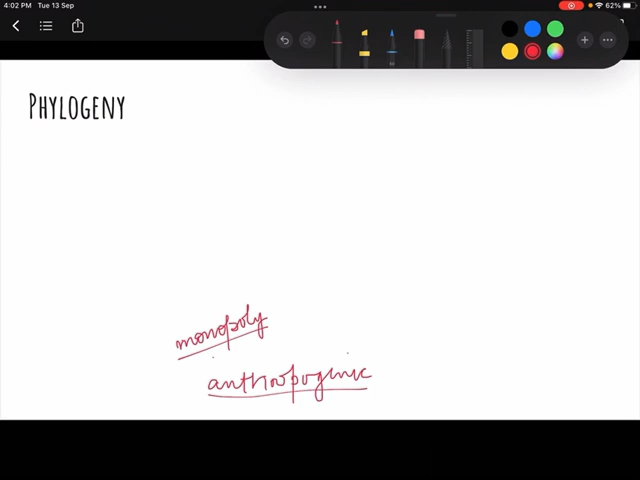 4:02 PM Tue 13 Sep
62%
PHYLOGENY
monopoly
anthropogenic